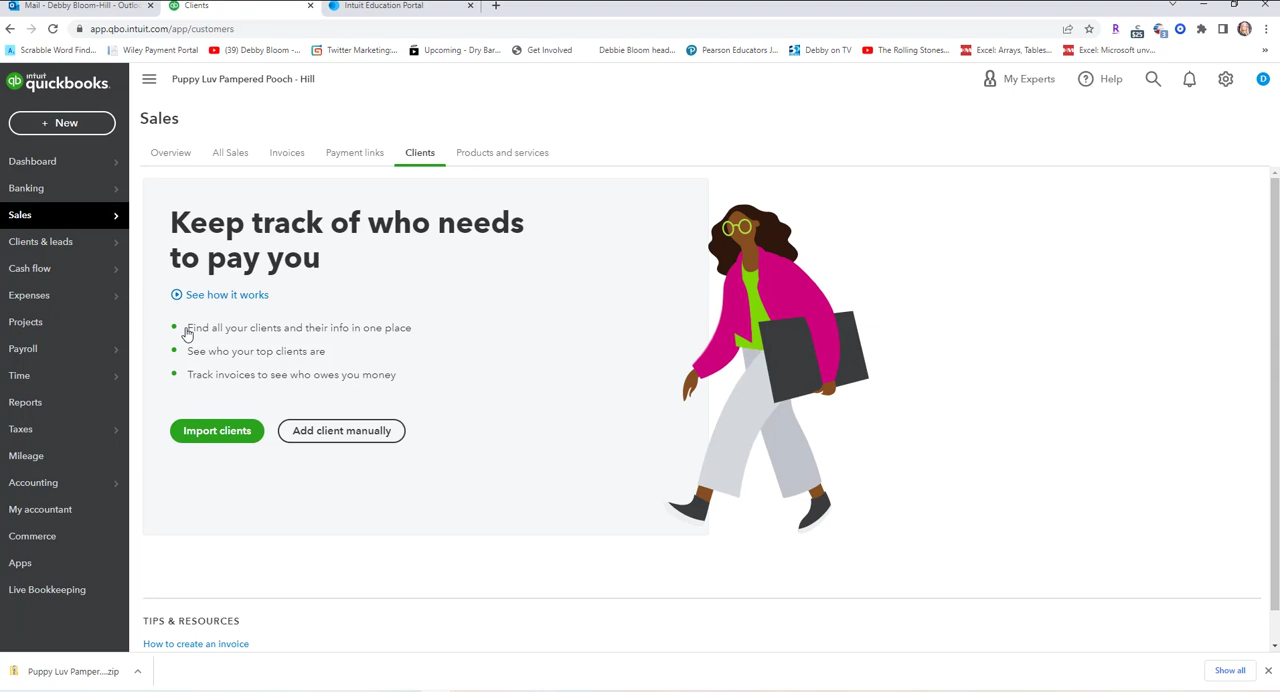 Mail - Debby Bloom-Hill - Outlo
Clients
Intuit Education Portal
app.qbo.intuit.com/app/customers
Scrabble Word Find...
Wiley Payment Portal
(39) Debby Bloom -...
Twitter Marketing:...
Upcoming - Dry Bar...
Get Involved
Debbie Bloom head...
Pearson Educators J...
Debby on TV
The Rolling Stones...
Excel: Arrays, Tables...
Excel: Microsoft unv...
intuit
quickbooks.
Puppy Luv Pampered Pooch - Hill
My Experts
Help
D
+ New
Sales
Overview
All Sales
Invoices
Payment links
Clients
Products and services
Dashboard
Banking
Sales
Clients & leads
Cash flow
Expenses
Projects
Payroll
Time
Reports
Taxes
Mileage
Accounting
My accountant
Commerce
Apps
Live Bookkeeping
Keep track of who needs
to pay you
See how it works
Find all your clients and their info in one place
See who your top clients are
Track invoices to see who owes you money
Import clients
Add client manually
TIPS & RESOURCES
How to create an invoice
Puppy Luv Pamper....zip
Show all